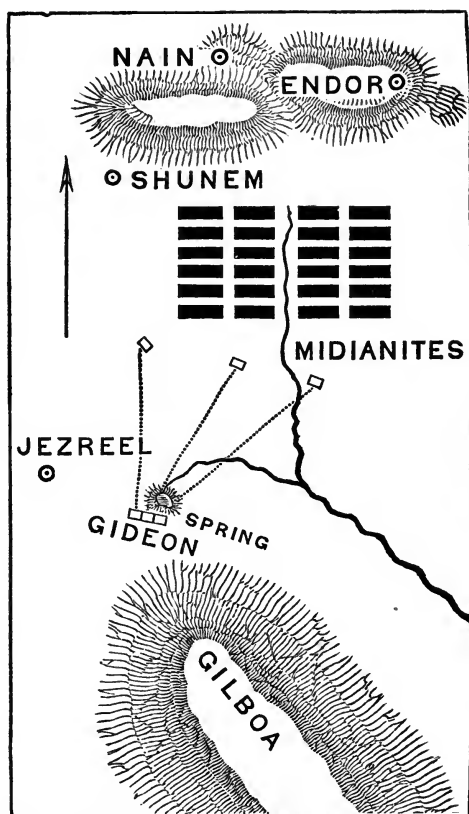 NAIN
ENDOR
SHUNEM
MIDIANITES
JEZREEL
SPRING
GIDEON
GILBOA